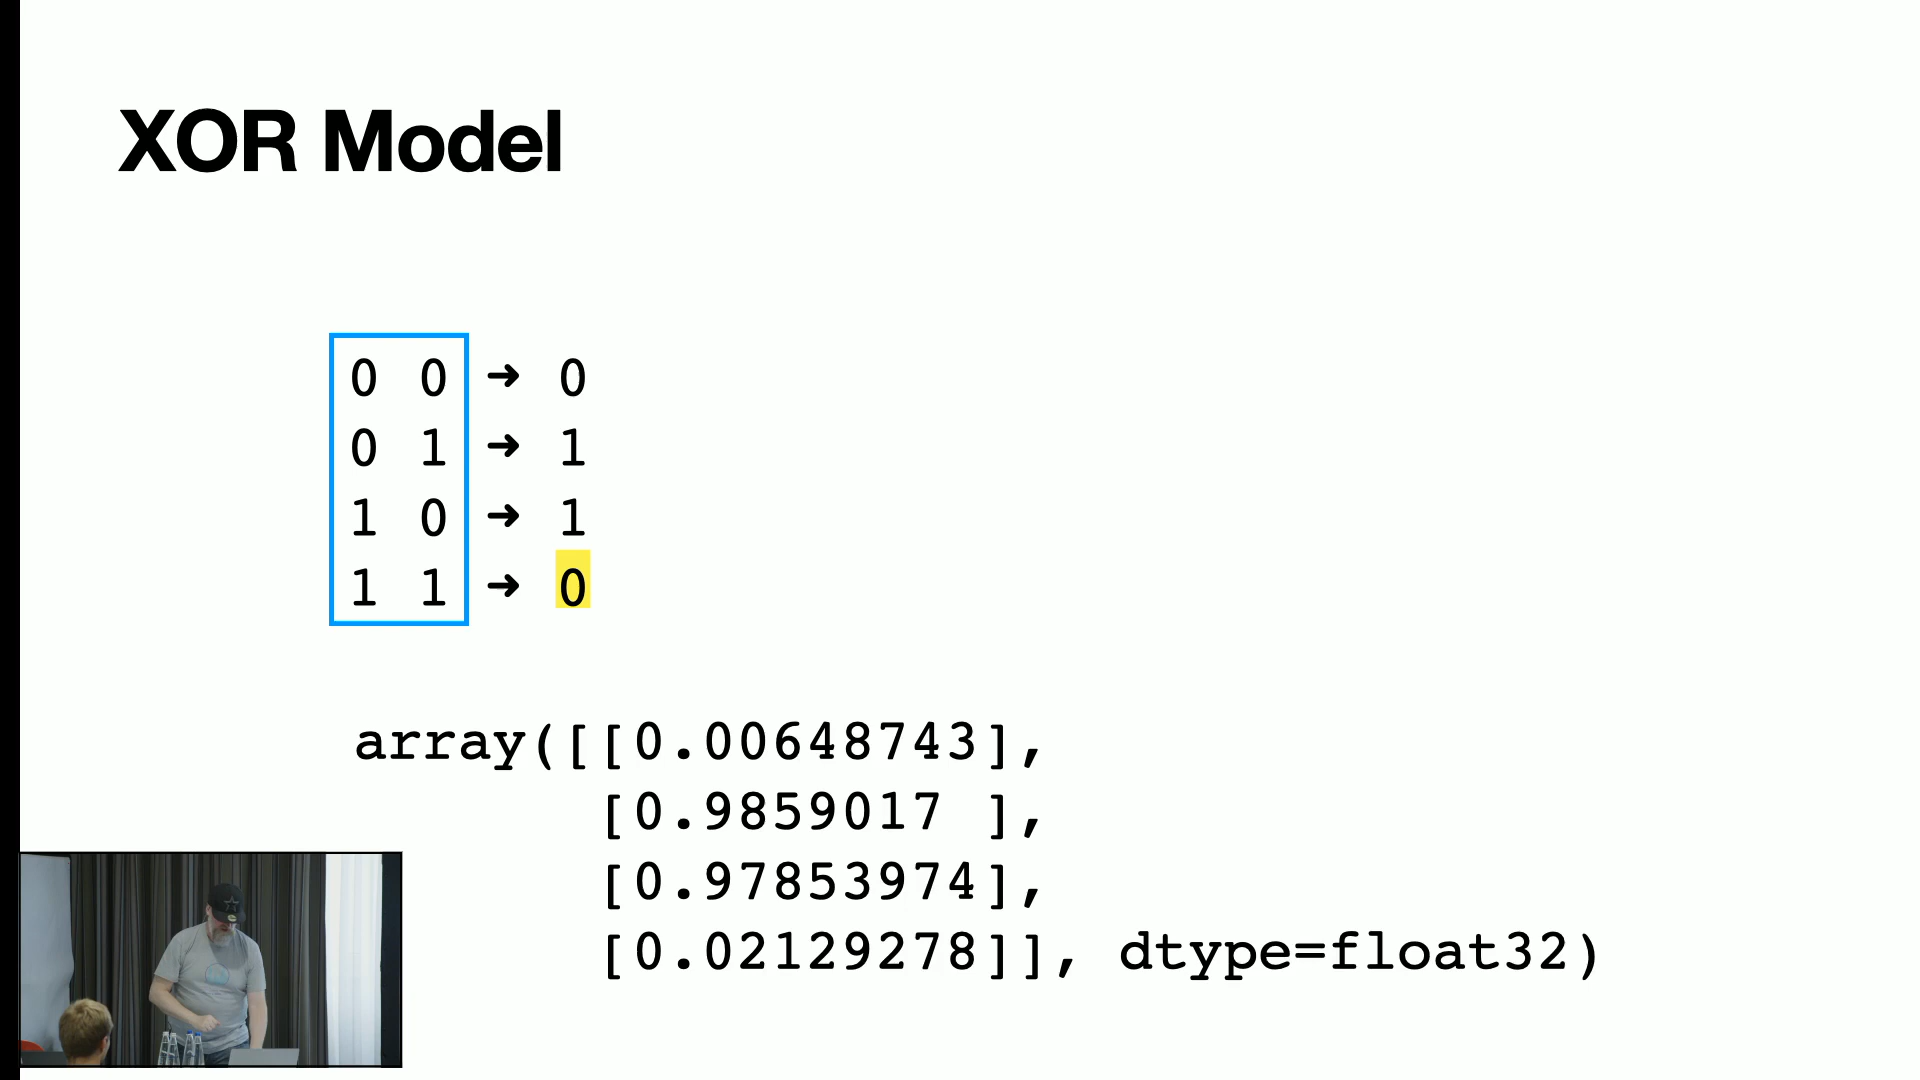 XOR Model
0 0 → 0
0 1 → 1
1 0 → 1
1 1 → 0
array([[0.00648743],
[0.9859017 ],
[0.97853974],
[0.02129278]], dtype=float32)